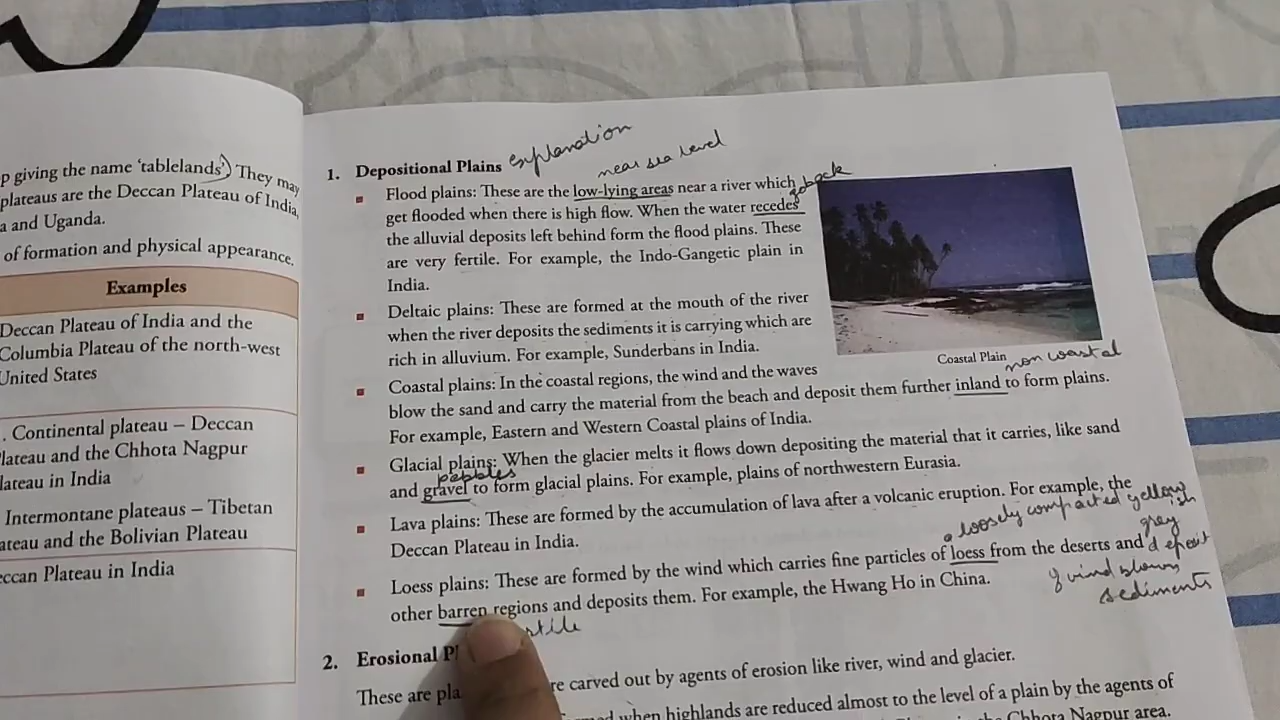 p giving the name 'tablelands') They may
plateaus are the Deccan Plateau of India,
a and Uganda.
of formation and physical appearance.
Examples
Deccan Plateau of India and the
Columbia Plateau of the north-west
United States
. Continental plateau – Deccan
lateau and the Chhota Nagpur
lateau in India
Intermontane plateaus – Tibetan
ateau and the Bolivian Plateau
eccan Plateau in India
1. Depositional Plains explanation
near sea level
Flood plains: These are the low-lying areas near a river which
go back
get flooded when there is high flow. When the water recedes
the alluvial deposits left behind form the flood plains. These
are very fertile. For example, the Indo-Gangetic plain in
India.
Deltaic plains: These are formed at the mouth of the river
when the river deposits the sediments it is carrying which are
rich in alluvium. For example, Sunderbans in India.
Coastal Plain
non coastal
Coastal plains: In the coastal regions, the wind and the waves
blow the sand and carry the material from the beach and deposit them further inland to form plains.
For example, Eastern and Western Coastal plains of India.
Glacial plains: When the glacier melts it flows down depositing the material that it carries, like sand
pebbles
and gravel to form glacial plains. For example, plains of northwestern Eurasia.
Lava plains: These are formed by the accumulation of lava after a volcanic eruption. For example, the
Deccan Plateau in India.
a loosely compacted yellowish
grey deposit
of wind blown
sediments
Loess plains: These are formed by the wind which carries fine particles of loess from the deserts and
other barren regions and deposits them. For example, the Hwang Ho in China.
2. Erosional P
These are pla re carved out by agents of erosion like river, wind and glacier.
med when highlands are reduced almost to the level of a plain by the agents of
Chhota Nagpur area.